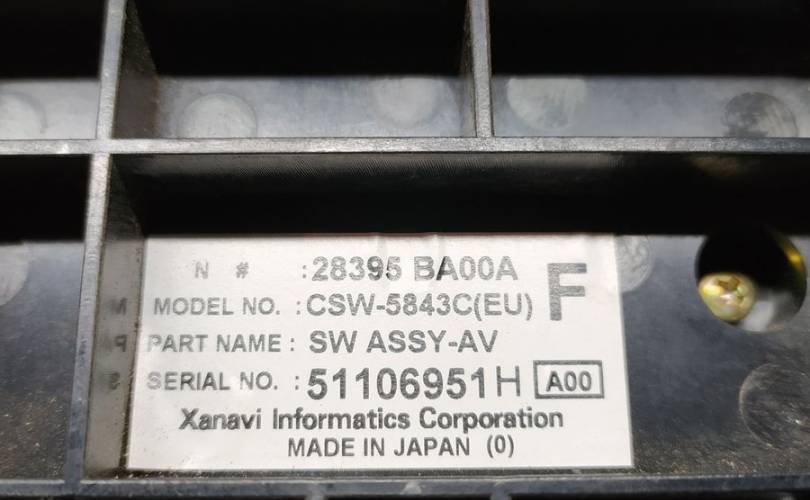 N # : 28395 BA00A F
MODEL NO. : CSW-5843C(EU)
PART NAME : SW ASSY-AV
SERIAL NO. : 51106951H A00
Xanavi Informatics Corporation
MADE IN JAPAN (0)